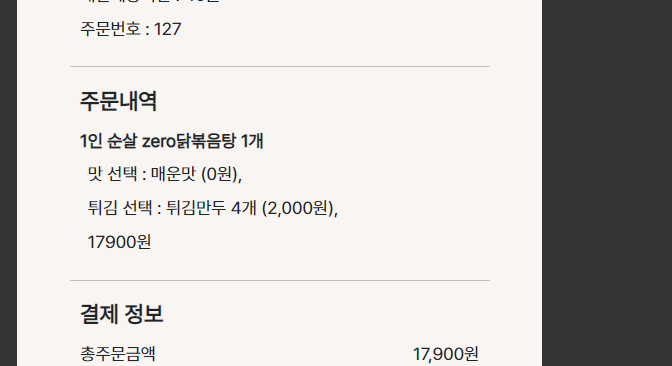 주문번호 : 127
주문내역
1인 순살 zero닭볶음탕 1개
맛 선택 : 매운맛 (0원),
튀김 선택 : 튀김만두 4개 (2,000원),
17900원
결제 정보
총주문금액 17,900원